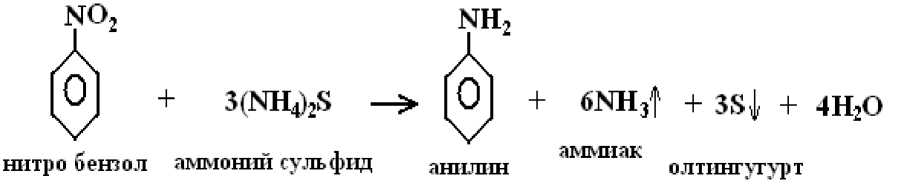 NO₂ NH₂
+ 3(NH₄)₂S → + 6NH₃↑ + 3S↓ + 4H₂O
нитро бензол аммоний сульфид анилин аммиак олтингугурт